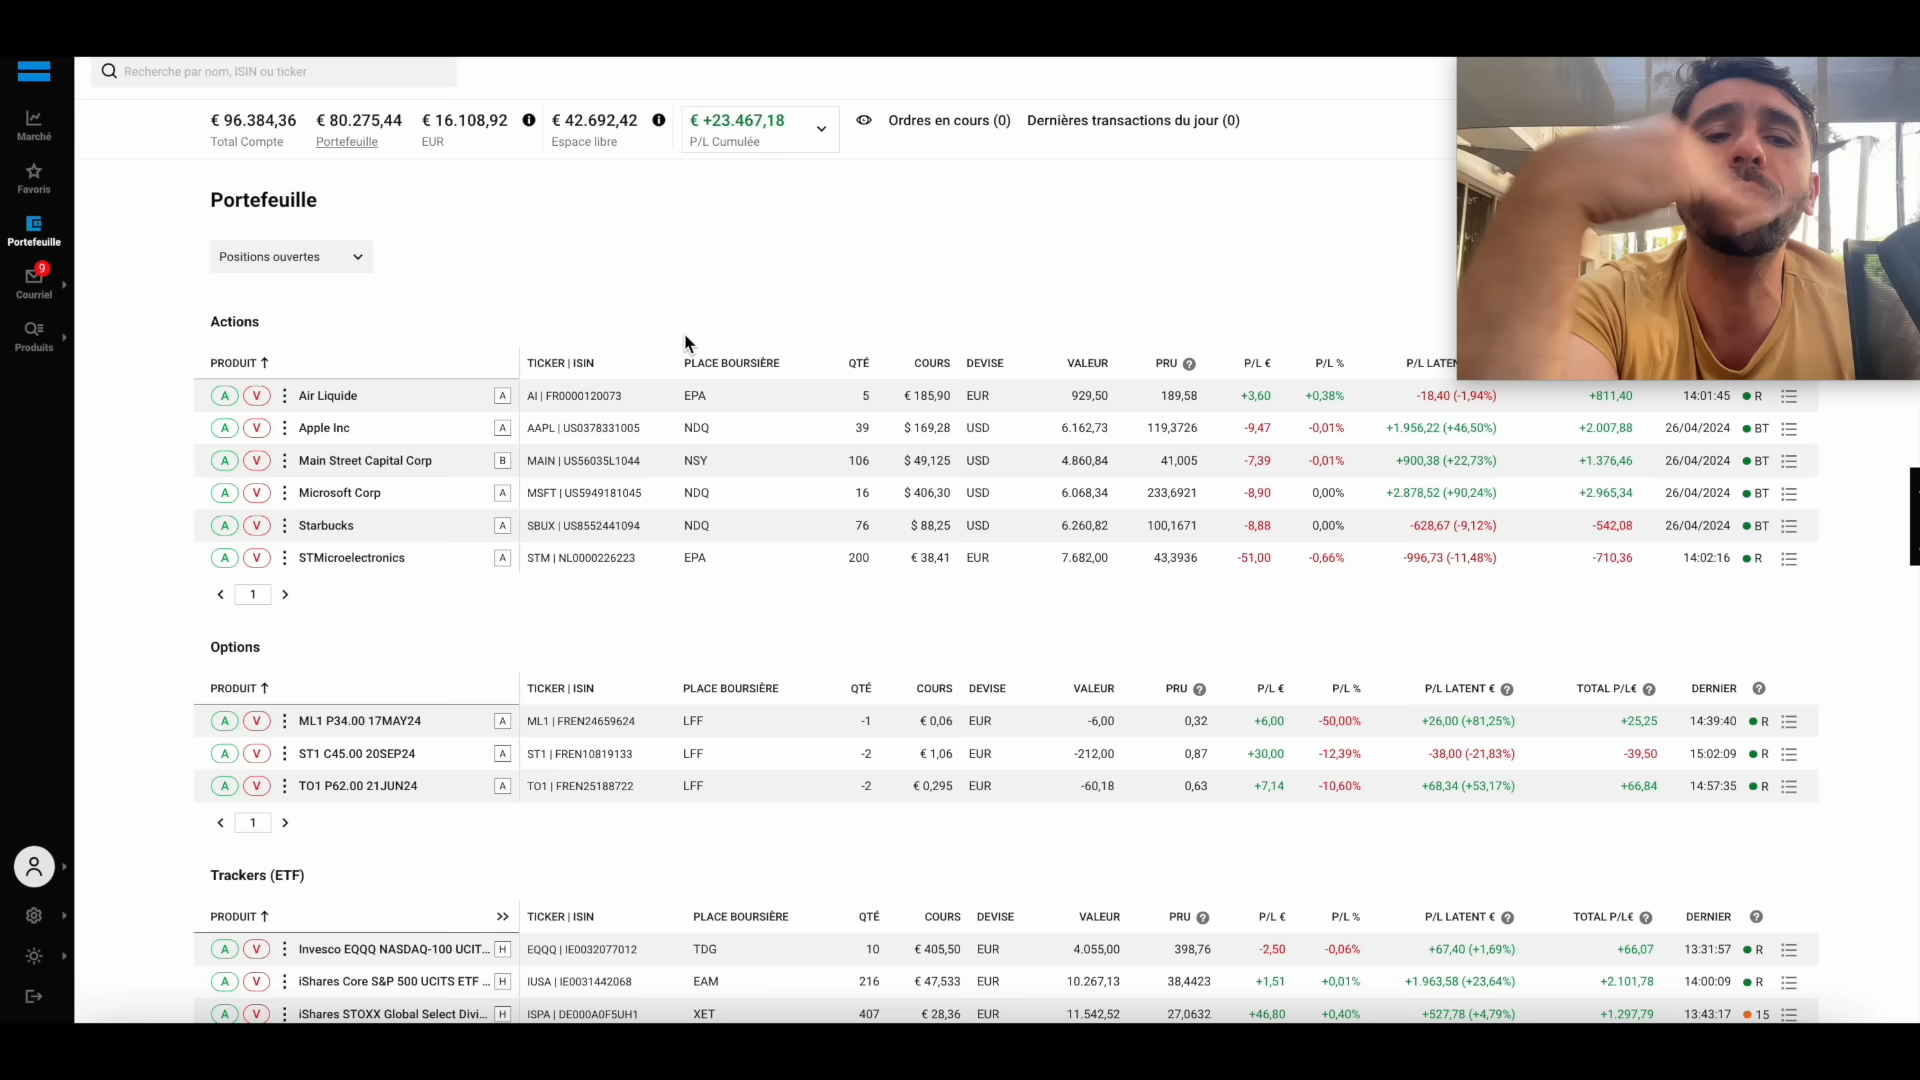 Recherche par nom, ISIN ou ticker
€ 96.384,36 € 80.275,44 € 16.108,92 € 42.692,42 € +23.467,18 Ordres en cours (0) Dernières transactions du jour (0)
Total Compte Portefeuille EUR Espace libre P/L Cumulée
Marché
Favoris
Portefeuille
9
Courriel
Produits
Portefeuille
Positions ouvertes
Actions
PRODUIT TICKER | ISIN PLACE BOURSIÈRE QTÉ COURS DEVISE VALEUR PRU P/L € P/L % P/L LATEN
A V Air Liquide A AI | FR0000120073 EPA 5 € 185,90 EUR 929,50 189,58 +3,60 +0,38% -18,40 (-1,94%) +811,40 14:01:45 R
A V Apple Inc A AAPL | US0378331005 NDQ 39 $ 169,28 USD 6.162,73 119,3726 -9,47 -0,01% +1.956,22 (+46,50%) +2.007,88 26/04/2024 BT
A V Main Street Capital Corp B MAIN | US56035L1044 NSY 106 $ 49,125 USD 4.860,84 41,005 -7,39 -0,01% +900,38 (+22,73%) +1.376,46 26/04/2024 BT
A V Microsoft Corp A MSFT | US5949181045 NDQ 16 $ 406,30 USD 6.068,34 233,6921 -8,90 0,00% +2.878,52 (+90,24%) +2.965,34 26/04/2024 BT
A V Starbucks A SBUX | US8552441094 NDQ 76 $ 88,25 USD 6.260,82 100,1671 -8,88 0,00% -628,67 (-9,12%) -542,08 26/04/2024 BT
A V STMicroelectronics A STM | NL0000226223 EPA 200 € 38,41 EUR 7.682,00 43,3936 -51,00 -0,66% -996,73 (-11,48%) -710,36 14:02:16 R
1
Options
PRODUIT TICKER | ISIN PLACE BOURSIÈRE QTÉ COURS DEVISE VALEUR PRU P/L € P/L % P/L LATENT € TOTAL P/L€ DERNIER
A V ML1 P34.00 17MAY24 A ML1 | FREN24659624 LFF -1 € 0,06 EUR -6,00 0,32 +6,00 -50,00% +26,00 (+81,25%) +25,25 14:39:40 R
A V ST1 C45.00 20SEP24 A ST1 | FREN10819133 LFF -2 € 1,06 EUR -212,00 0,87 +30,00 -12,39% -38,00 (-21,83%) -39,50 15:02:09 R
A V TO1 P62.00 21JUN24 A TO1 | FREN25188722 LFF -2 € 0,295 EUR -60,18 0,63 +7,14 -10,60% +68,34 (+53,17%) +66,84 14:57:35 R
1
Trackers (ETF)
PRODUIT TICKER | ISIN PLACE BOURSIÈRE QTÉ COURS DEVISE VALEUR PRU P/L € P/L % P/L LATENT € TOTAL P/L€ DERNIER
A V Invesco EQQQ NASDAQ-100 UCIT... H EQQQ | IE0032077012 TDG 10 € 405,50 EUR 4.055,00 398,76 -2,50 -0,06% +67,40 (+1,69%) +66,07 13:31:57 R
A V iShares Core S&P 500 UCITS ETF ... H IUSA | IE0031442068 EAM 216 € 47,533 EUR 10.267,13 38,4423 +1,51 +0,01% +1.963,58 (+23,64%) +2.101,78 14:00:09 R
A V iShares STOXX Global Select Divi... H ISPA | DE000A0F5UH1 XET 407 € 28,36 EUR 11.542,52 27,0632 +46,80 +0,40% +527,78 (+4,79%) +1.297,79 13:43:17 15